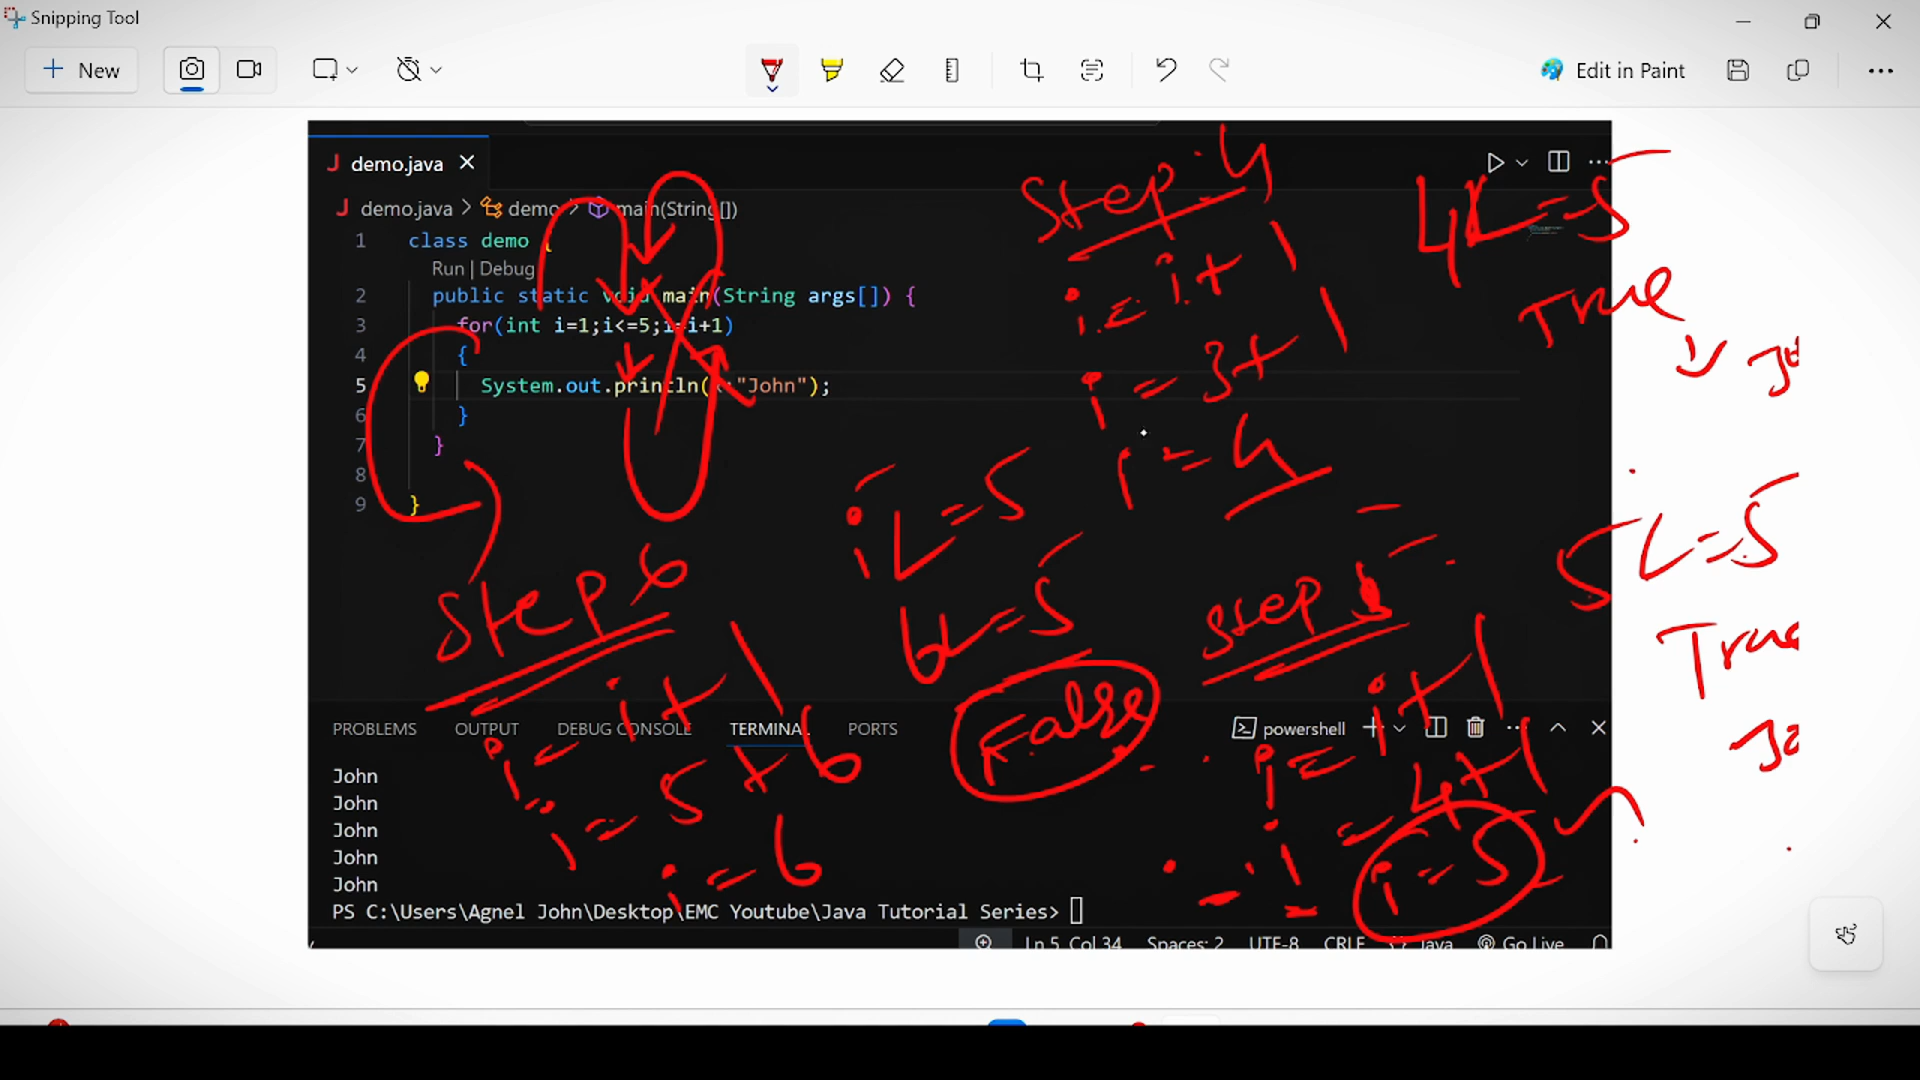 Snipping Tool
New
Edit in Paint
demo.java
demo.java > demo > main(String[])
1 class demo {
Run | Debug
2 public static void main(String args[]) {
3 for(int i=1;i<=5;i=i+1)
4 {
5 System.out.println("John");
6 }
7 }
8
9 }
Step 4
i = i + 1
i = 3 + 1
i = 4
4 <= 5
True
i <= 5
6 <= 5
False
Step 5
i = i + 1
i = 4 + 1
i = 5
5 <= 5
True
Step 6
i = i + 1
i = 5 + 6
i = 6
PROBLEMS OUTPUT DEBUG CONSOLE TERMINAL PORTS
powershell
John
John
John
John
John
PS C:\Users\Agnel John\Desktop\EMC Youtube\Java Tutorial Series>
Ln 5, Col 34 Spaces: 2 UTF-8 CRLF Java Go Live